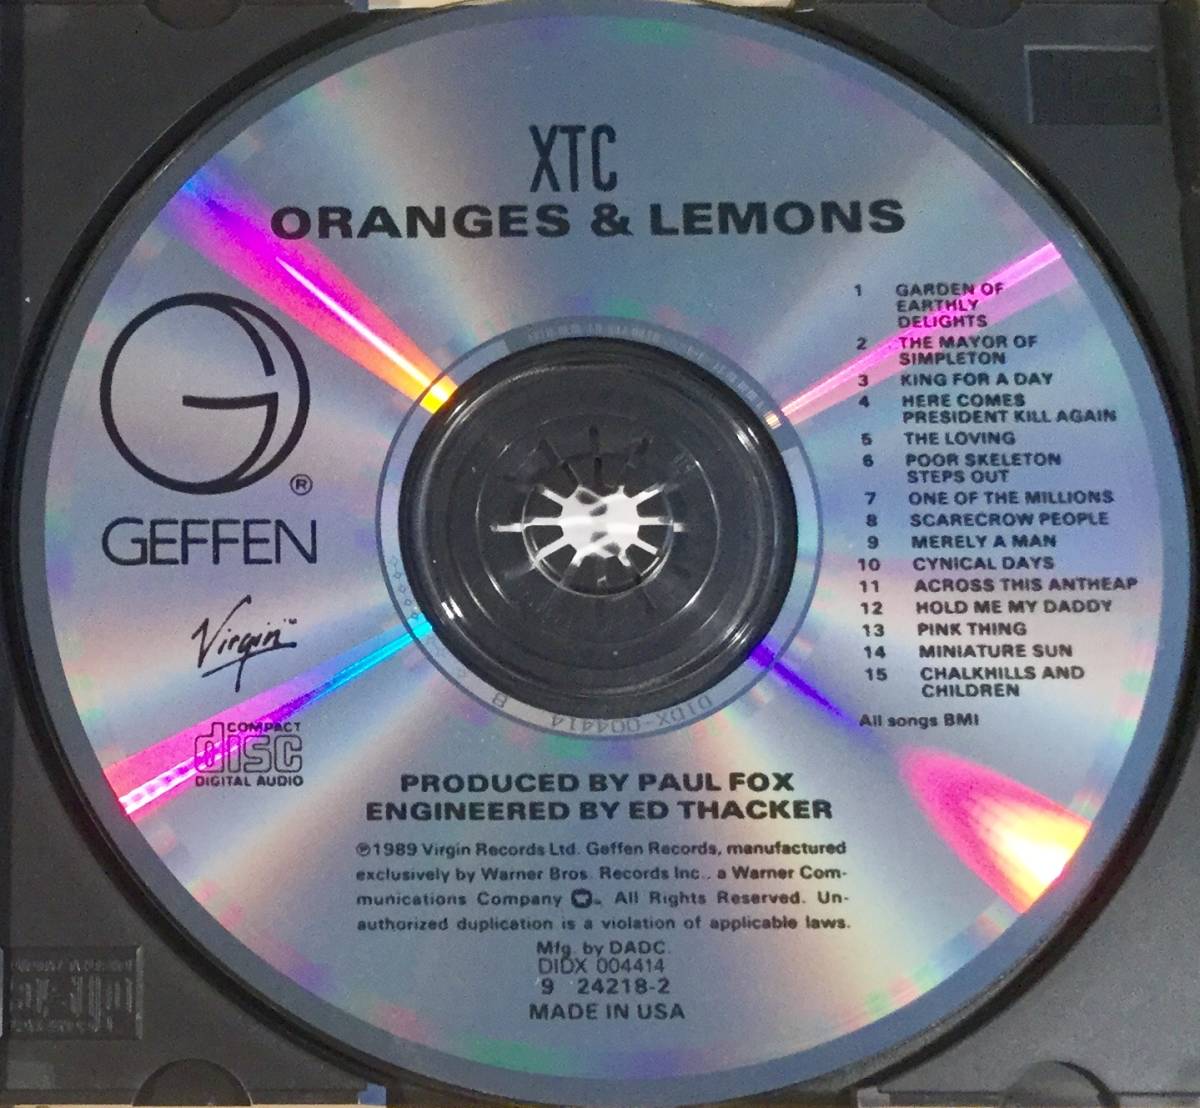 XTC
ORANGES & LEMONS
1 GARDEN OF
EARTHLY
DELIGHTS
2 THE MAYOR OF
SIMPLETON
3 KING FOR A DAY
4 HERE COMES
PRESIDENT KILL AGAIN
5 THE LOVING
6 POOR SKELETON
STEPS OUT
7 ONE OF THE MILLIONS
8 SCARECROW PEOPLE
9 MERELY A MAN
10 CYNICAL DAYS
11 ACROSS THIS ANTHEAP
12 HOLD ME MY DADDY
13 PINK THING
14 MINIATURE SUN
15 CHALKHILLS AND
CHILDREN
All songs BMI
G
®
GEFFEN
Virgin™
COMPACT
disc
DIGITAL AUDIO
DIDX-004414 B
PRODUCED BY PAUL FOX
ENGINEERED BY ED THACKER
℗1989 Virgin Records Ltd. Geffen Records, manufactured
exclusively by Warner Bros. Records Inc., a Warner Com-
munications Company. All Rights Reserved. Un-
authorized duplication is a violation of applicable laws.
Mfg. by DADC.
DIDX 004414
9 24218-2
MADE IN USA